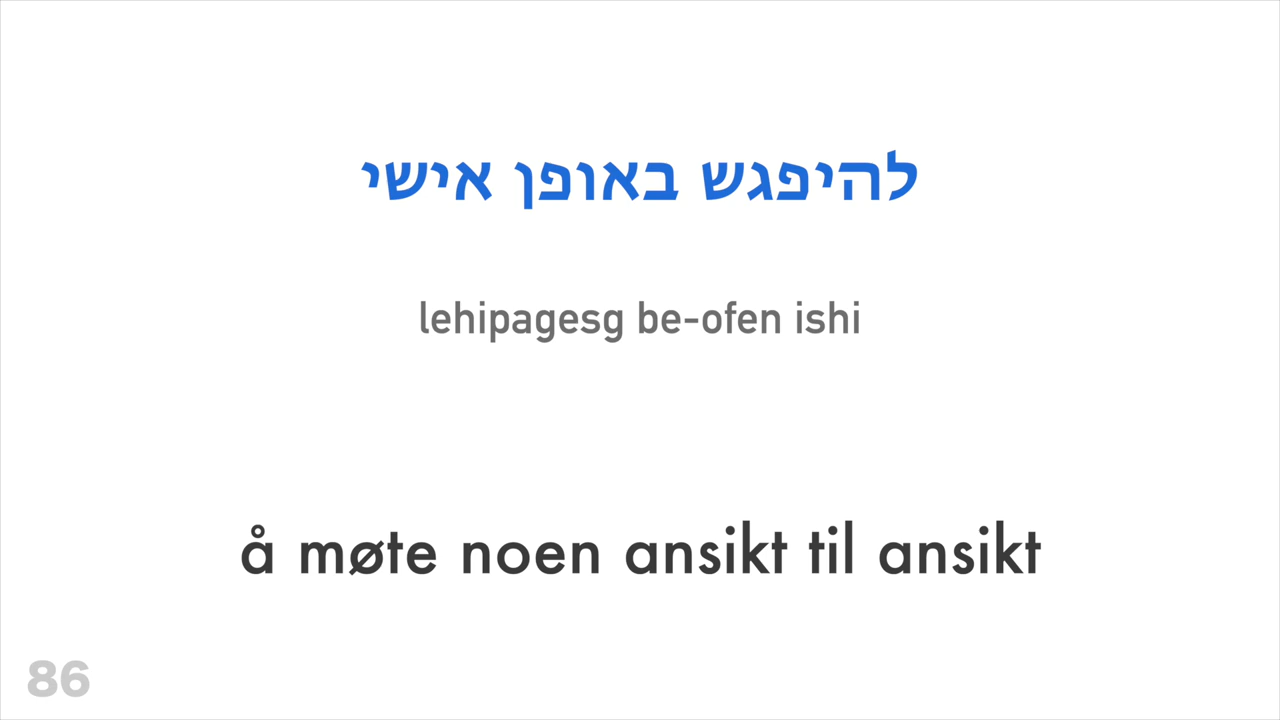 להיפגש באופן אישי
lehipagesg be-ofen ishi
å møte noen ansikt til ansikt
86